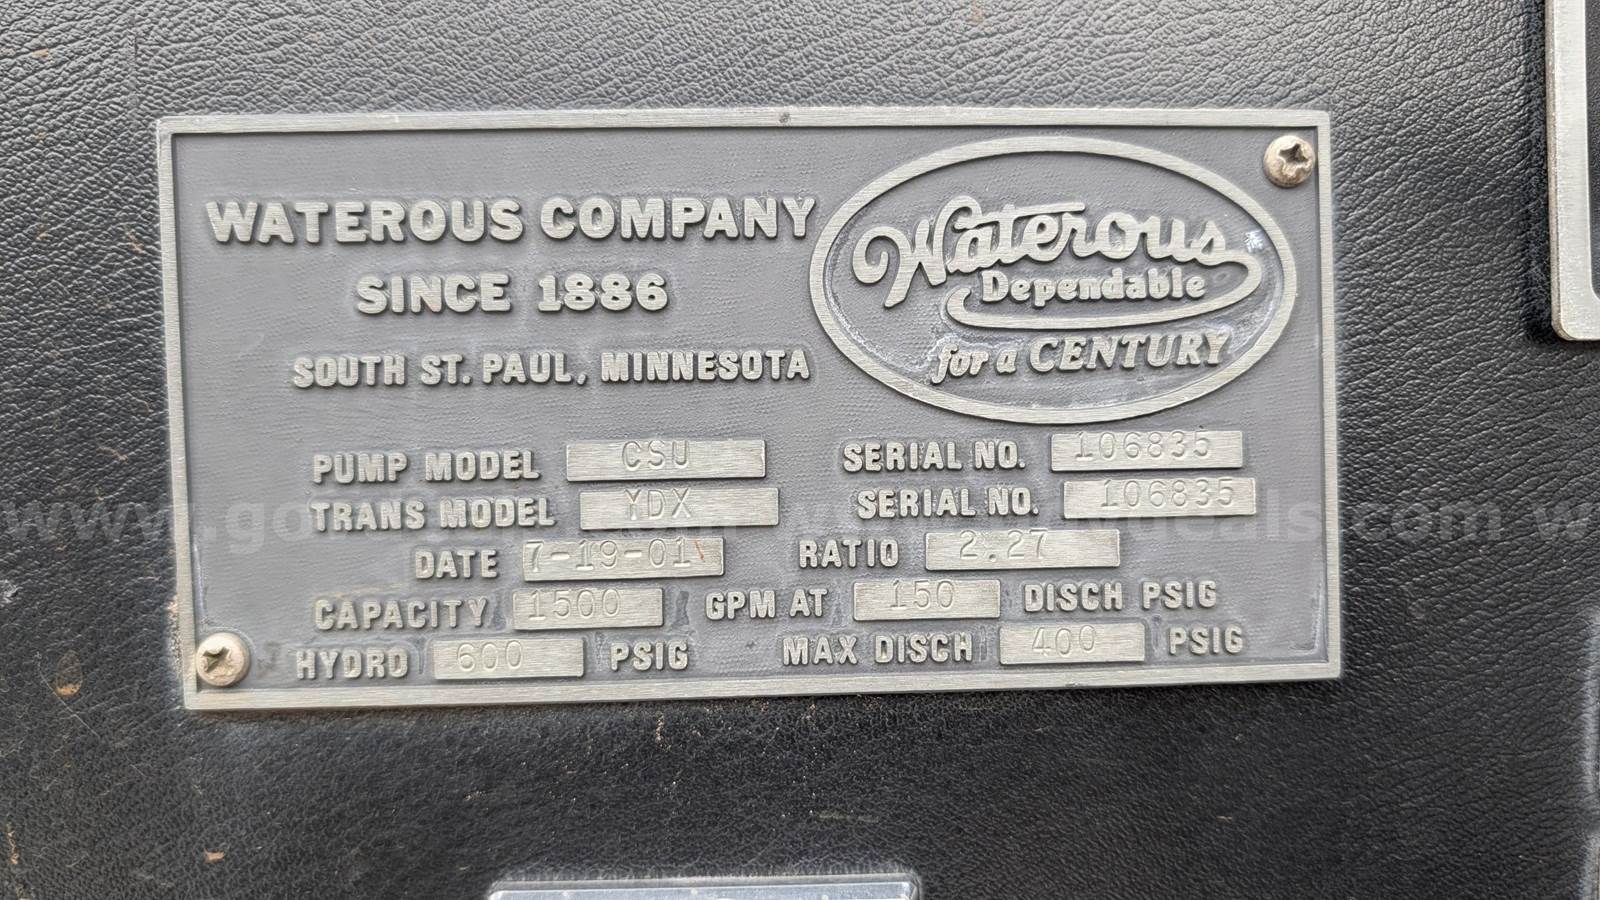 WATEROUS COMPANY
SINCE 1886
SOUTH ST. PAUL, MINNESOTA
Waterous
Dependable
for a CENTURY
PUMP MODEL CSU SERIAL NO. 106835
TRANS MODEL YDX SERIAL NO. 106835
DATE 7-19-01 RATIO 2.27
CAPACITY 1500 GPM AT 150 DISCH PSIG
HYDRO 600 PSIG MAX DISCH 400 PSIG